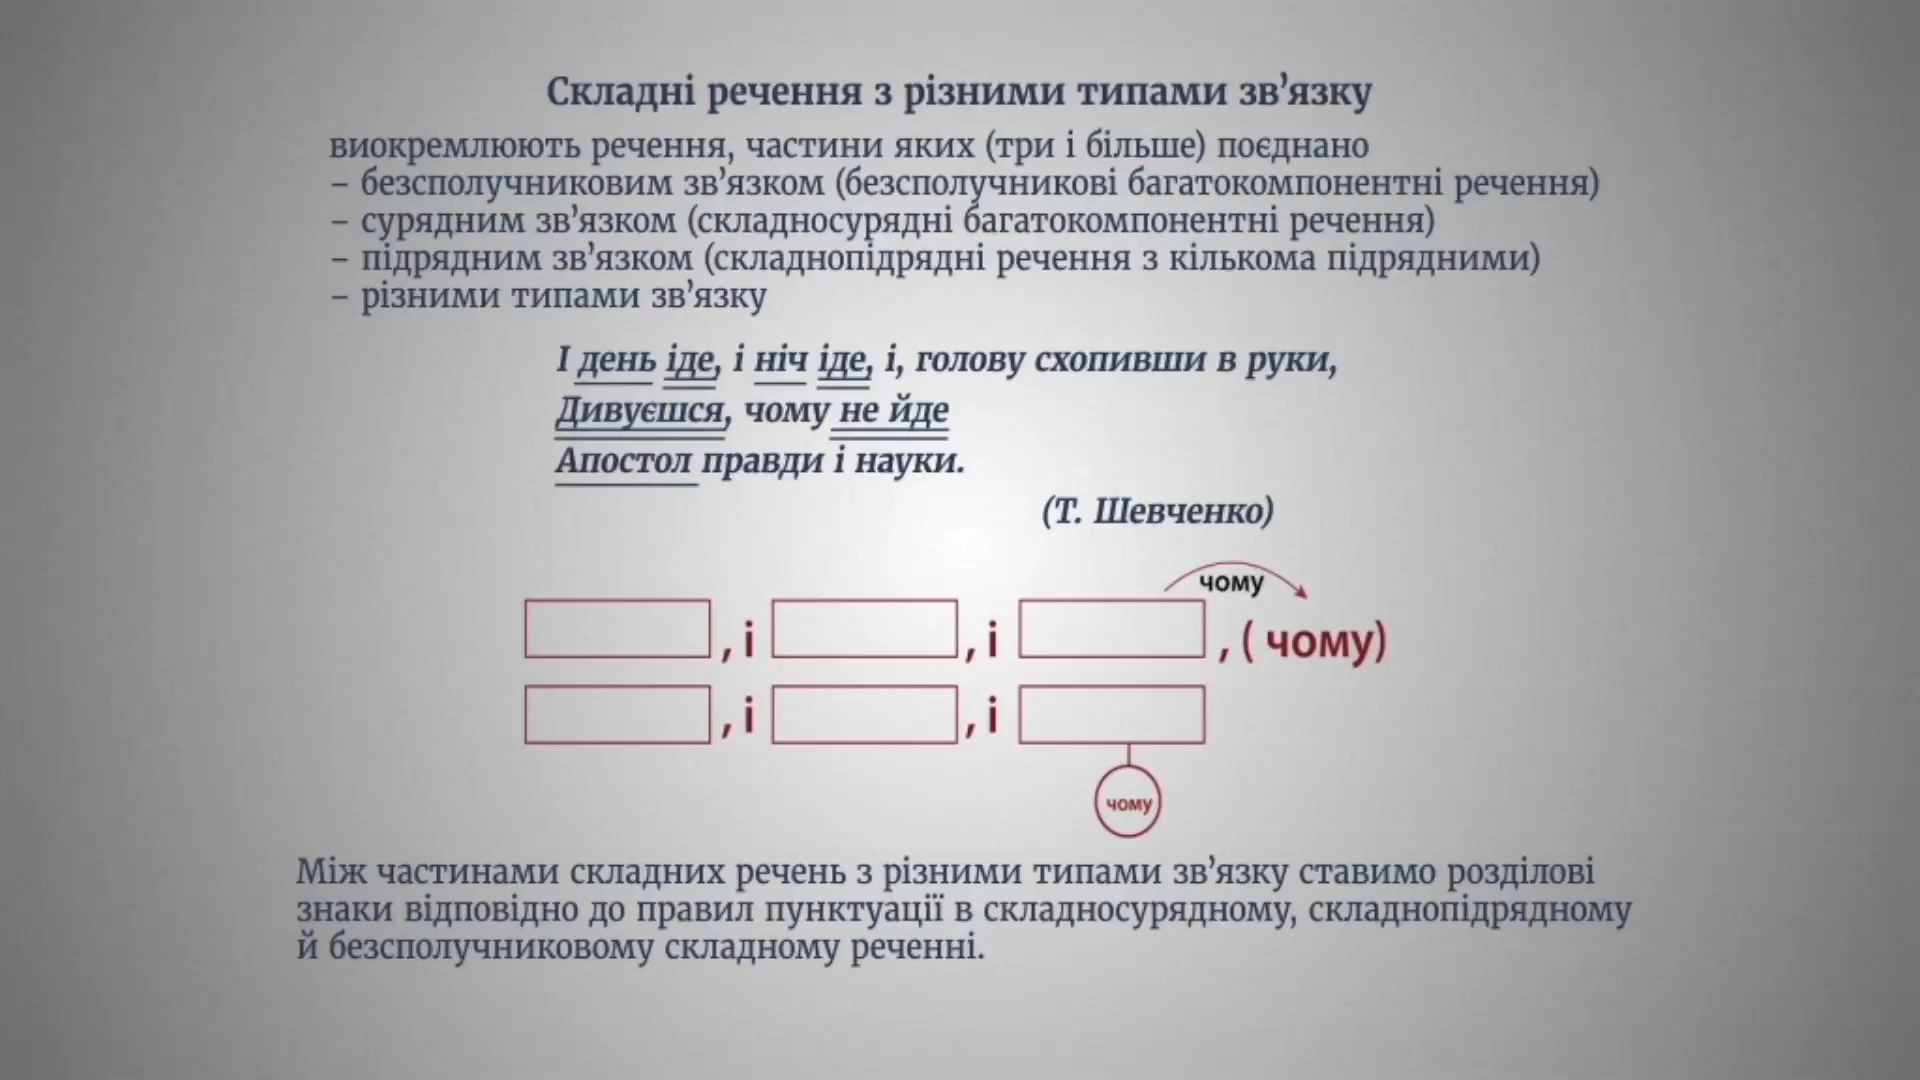 Складні речення з різними типами зв’язку
виокремлюють речення, частини яких (три і більше) поєднано
– безсполучниковим зв’язком (безсполучникові багатокомпонентні речення)
– сурядним зв’язком (складносурядні багатокомпонентні речення)
– підрядним зв’язком (складнопідрядні речення з кількома підрядними)
– різними типами зв’язку
І день іде, і ніч іде, і, голову схопивши в руки,
Дивуєшся, чому не йде
Апостол правди і науки.
(Т. Шевченко)
чому
, і , і , ( чому)
, і , і
чому
Між частинами складних речень з різними типами зв’язку ставимо розділові
знаки відповідно до правил пунктуації в складносурядному, складнопідрядному
й безсполучниковому складному реченні.